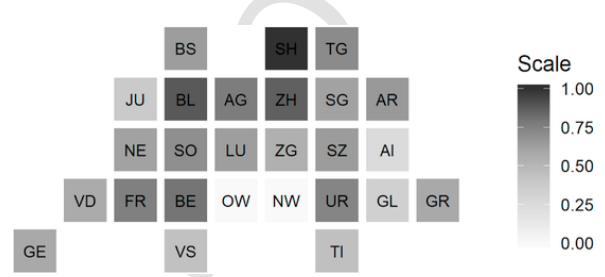 BS SH TG
Scale
1.00
JU BL AG ZH SG AR
0.75
NE SO LU ZG SZ AI
0.50
VD FR BE OW NW UR GL GR
0.25
0.00
GE VS TI